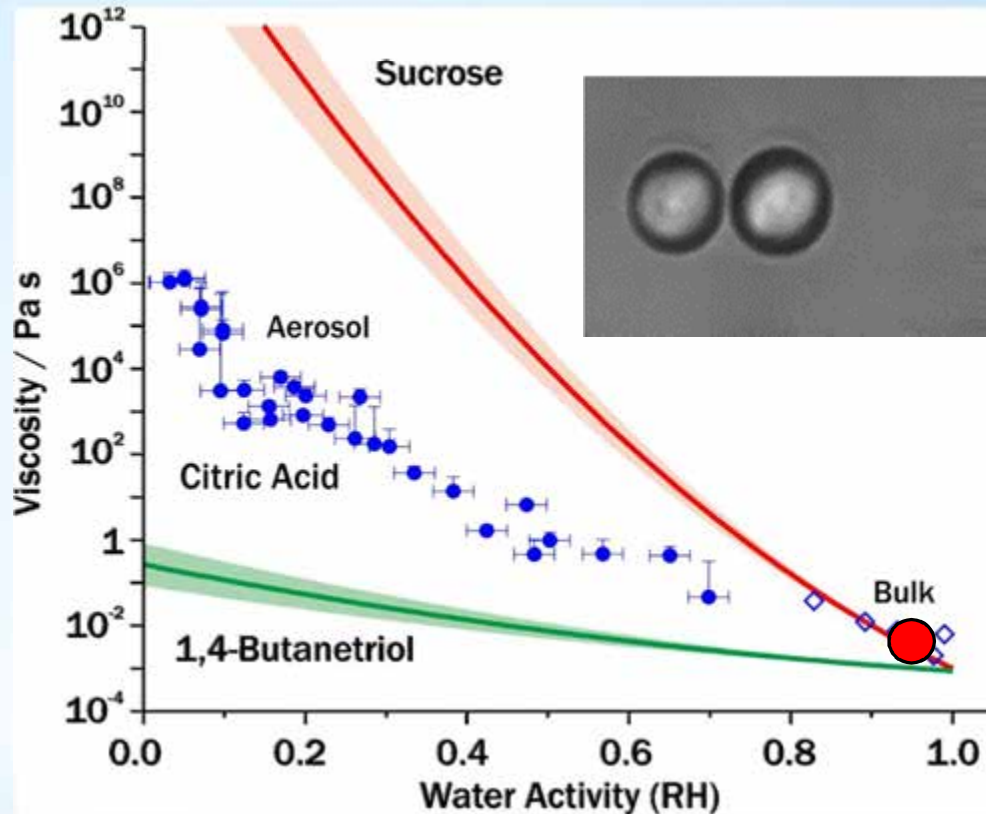 10^12
10^10
10^8
10^6
10^4
10^2
1
10^-2
10^-4
Viscosity / Pa s
Sucrose
Aerosol
Citric Acid
Bulk
1,4-Butanetriol
0.0 0.2 0.4 0.6 0.8 1.0
Water Activity (RH)